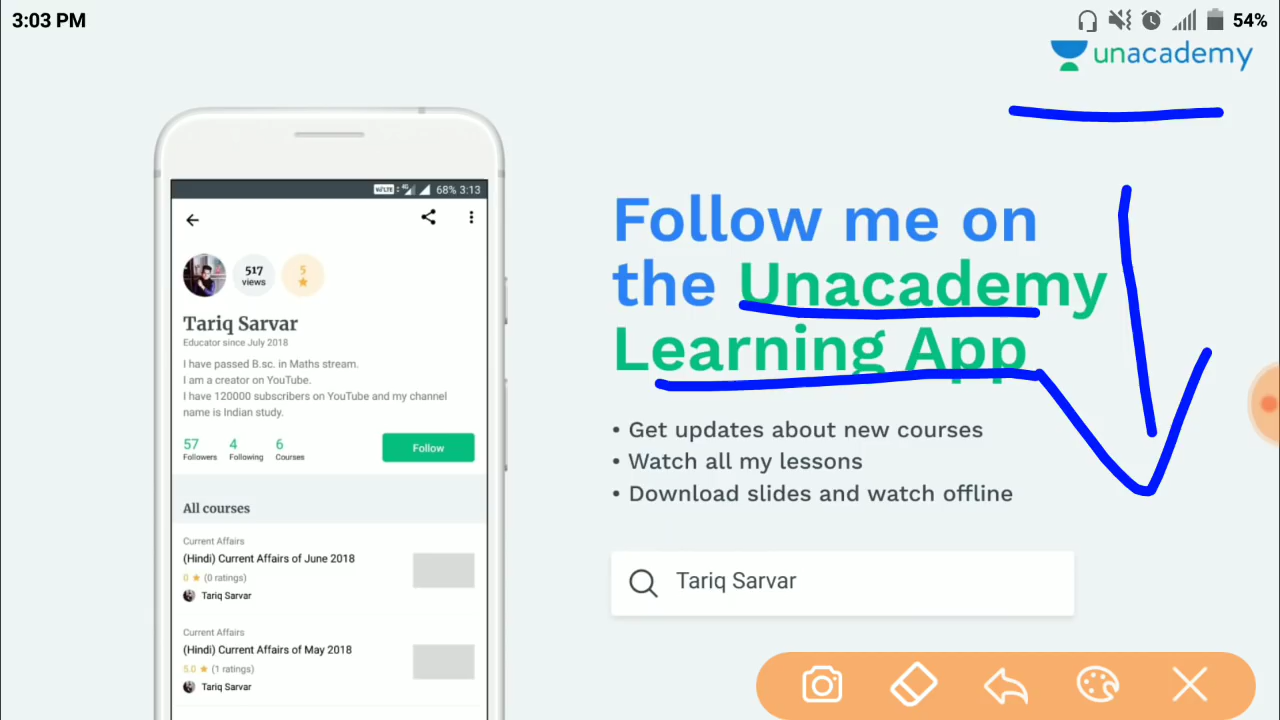 3:03 PM
54%
unacademy
VoLTE 4G 68% 3:13
517
views
5
Tariq Sarvar
Educator since July 2018
I have passed B.sc. in Maths stream.
I am a creator on YouTube.
I have 120000 subscribers on YouTube and my channel
name is Indian study.
57
Followers
4
Following
6
Courses
Follow
All courses
Current Affairs
(Hindi) Current Affairs of June 2018
0 ★ (0 ratings)
Tariq Sarvar
Current Affairs
(Hindi) Current Affairs of May 2018
5.0 ★ (1 ratings)
Tariq Sarvar
Follow me on
the Unacademy
Learning App
• Get updates about new courses
• Watch all my lessons
• Download slides and watch offline
Tariq Sarvar